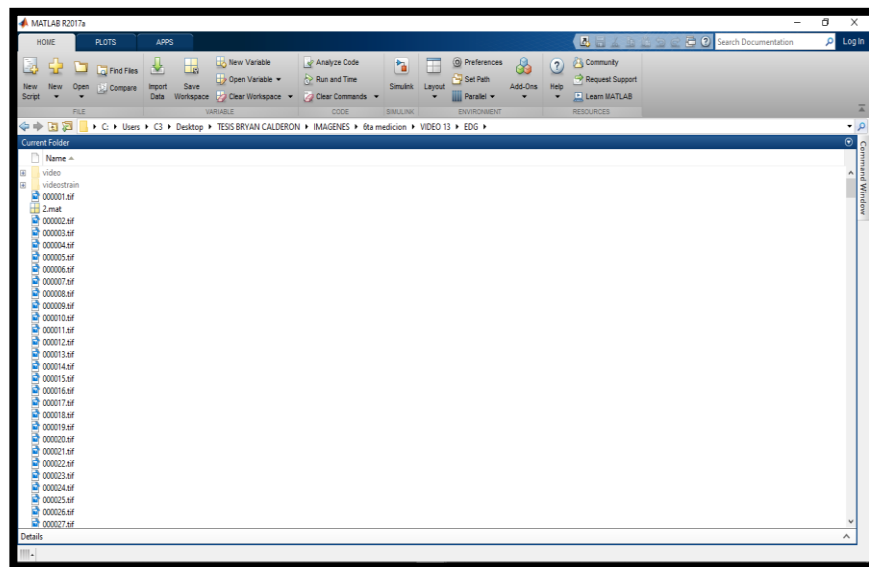 MATLAB R2017a
HOME PLOTS APPS Search Documentation Log In
New Script New Open Find Files Compare Import Data Save Workspace New Variable Open Variable Clear Workspace Analyze Code Run and Time Clear Commands Simulink Layout Preferences Set Path Parallel Add-Ons Help Community Request Support Learn MATLAB
FILE VARIABLE CODE SIMULINK ENVIRONMENT RESOURCES
C: Users C3 Desktop TESIS BRYAN CALDERON IMAGENES 6ta medicion VIDEO 13 EDG
Current Folder
Command Window
Name
video
videostrain
000001.tif
2.mat
000002.tif
000003.tif
000004.tif
000005.tif
000006.tif
000007.tif
000008.tif
000009.tif
000010.tif
000011.tif
000012.tif
000013.tif
000014.tif
000015.tif
000016.tif
000017.tif
000018.tif
000019.tif
000020.tif
000021.tif
000022.tif
000023.tif
000024.tif
000025.tif
000026.tif
000027.tif
Details